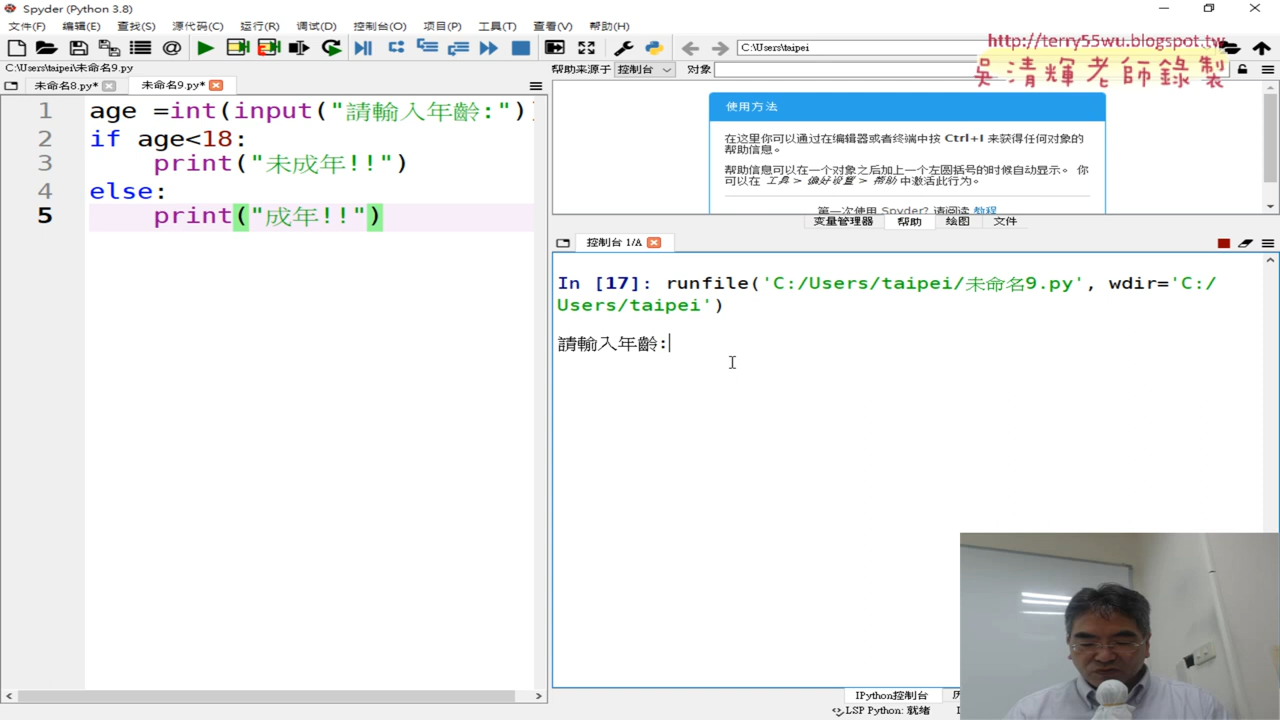 Spyder (Python 3.8)
文件(F) 编辑(E) 查找(S) 源代码(C) 运行(R) 调试(D) 控制台(O) 项目(P) 工具(T) 查看(V) 帮助(H)
C:\Users\taipei
http://terry55wu.blogspot.tw
吳清輝老師錄製
C:\Users\taipei\未命名9.py
帮助来源于 控制台 对象
未命名8.py* 未命名9.py*
1 age =int(input("請輸入年齡:")
2 if age<18:
3 print("未成年!!")
4 else:
5 print("成年!!")
使用方法
在这里你可以通过在编辑器或者终端中按 Ctrl+I 来获得任何对象的
帮助信息。
帮助信息可以在一个对象之后加上一个左圆括号的时候自动显示。 你
可以在 工具 > 偏好设置 > 帮助 中激活此行为。
第一次使用 Spyder? 请阅读 教程
变量管理器 帮助 绘图 文件
控制台 1/A
In [17]: runfile('C:/Users/taipei/未命名9.py', wdir='C:/
Users/taipei')
請輸入年齡:
IPython控制台
LSP Python: 就绪